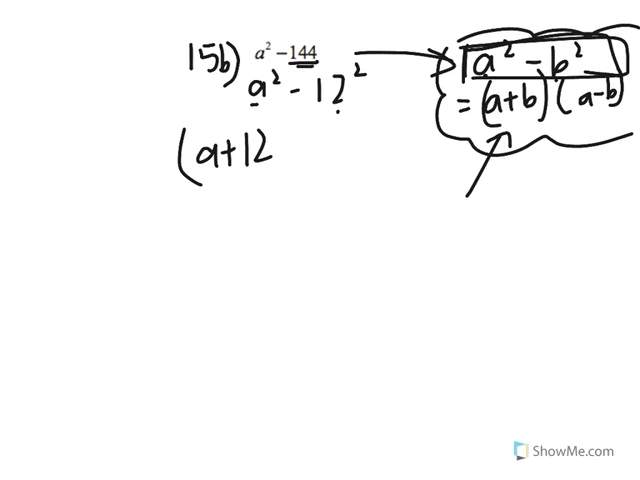 15b) a² – 144
a² – 12²
(a+12
a² – b²
= (a+b) (a–b)
ShowMe.com